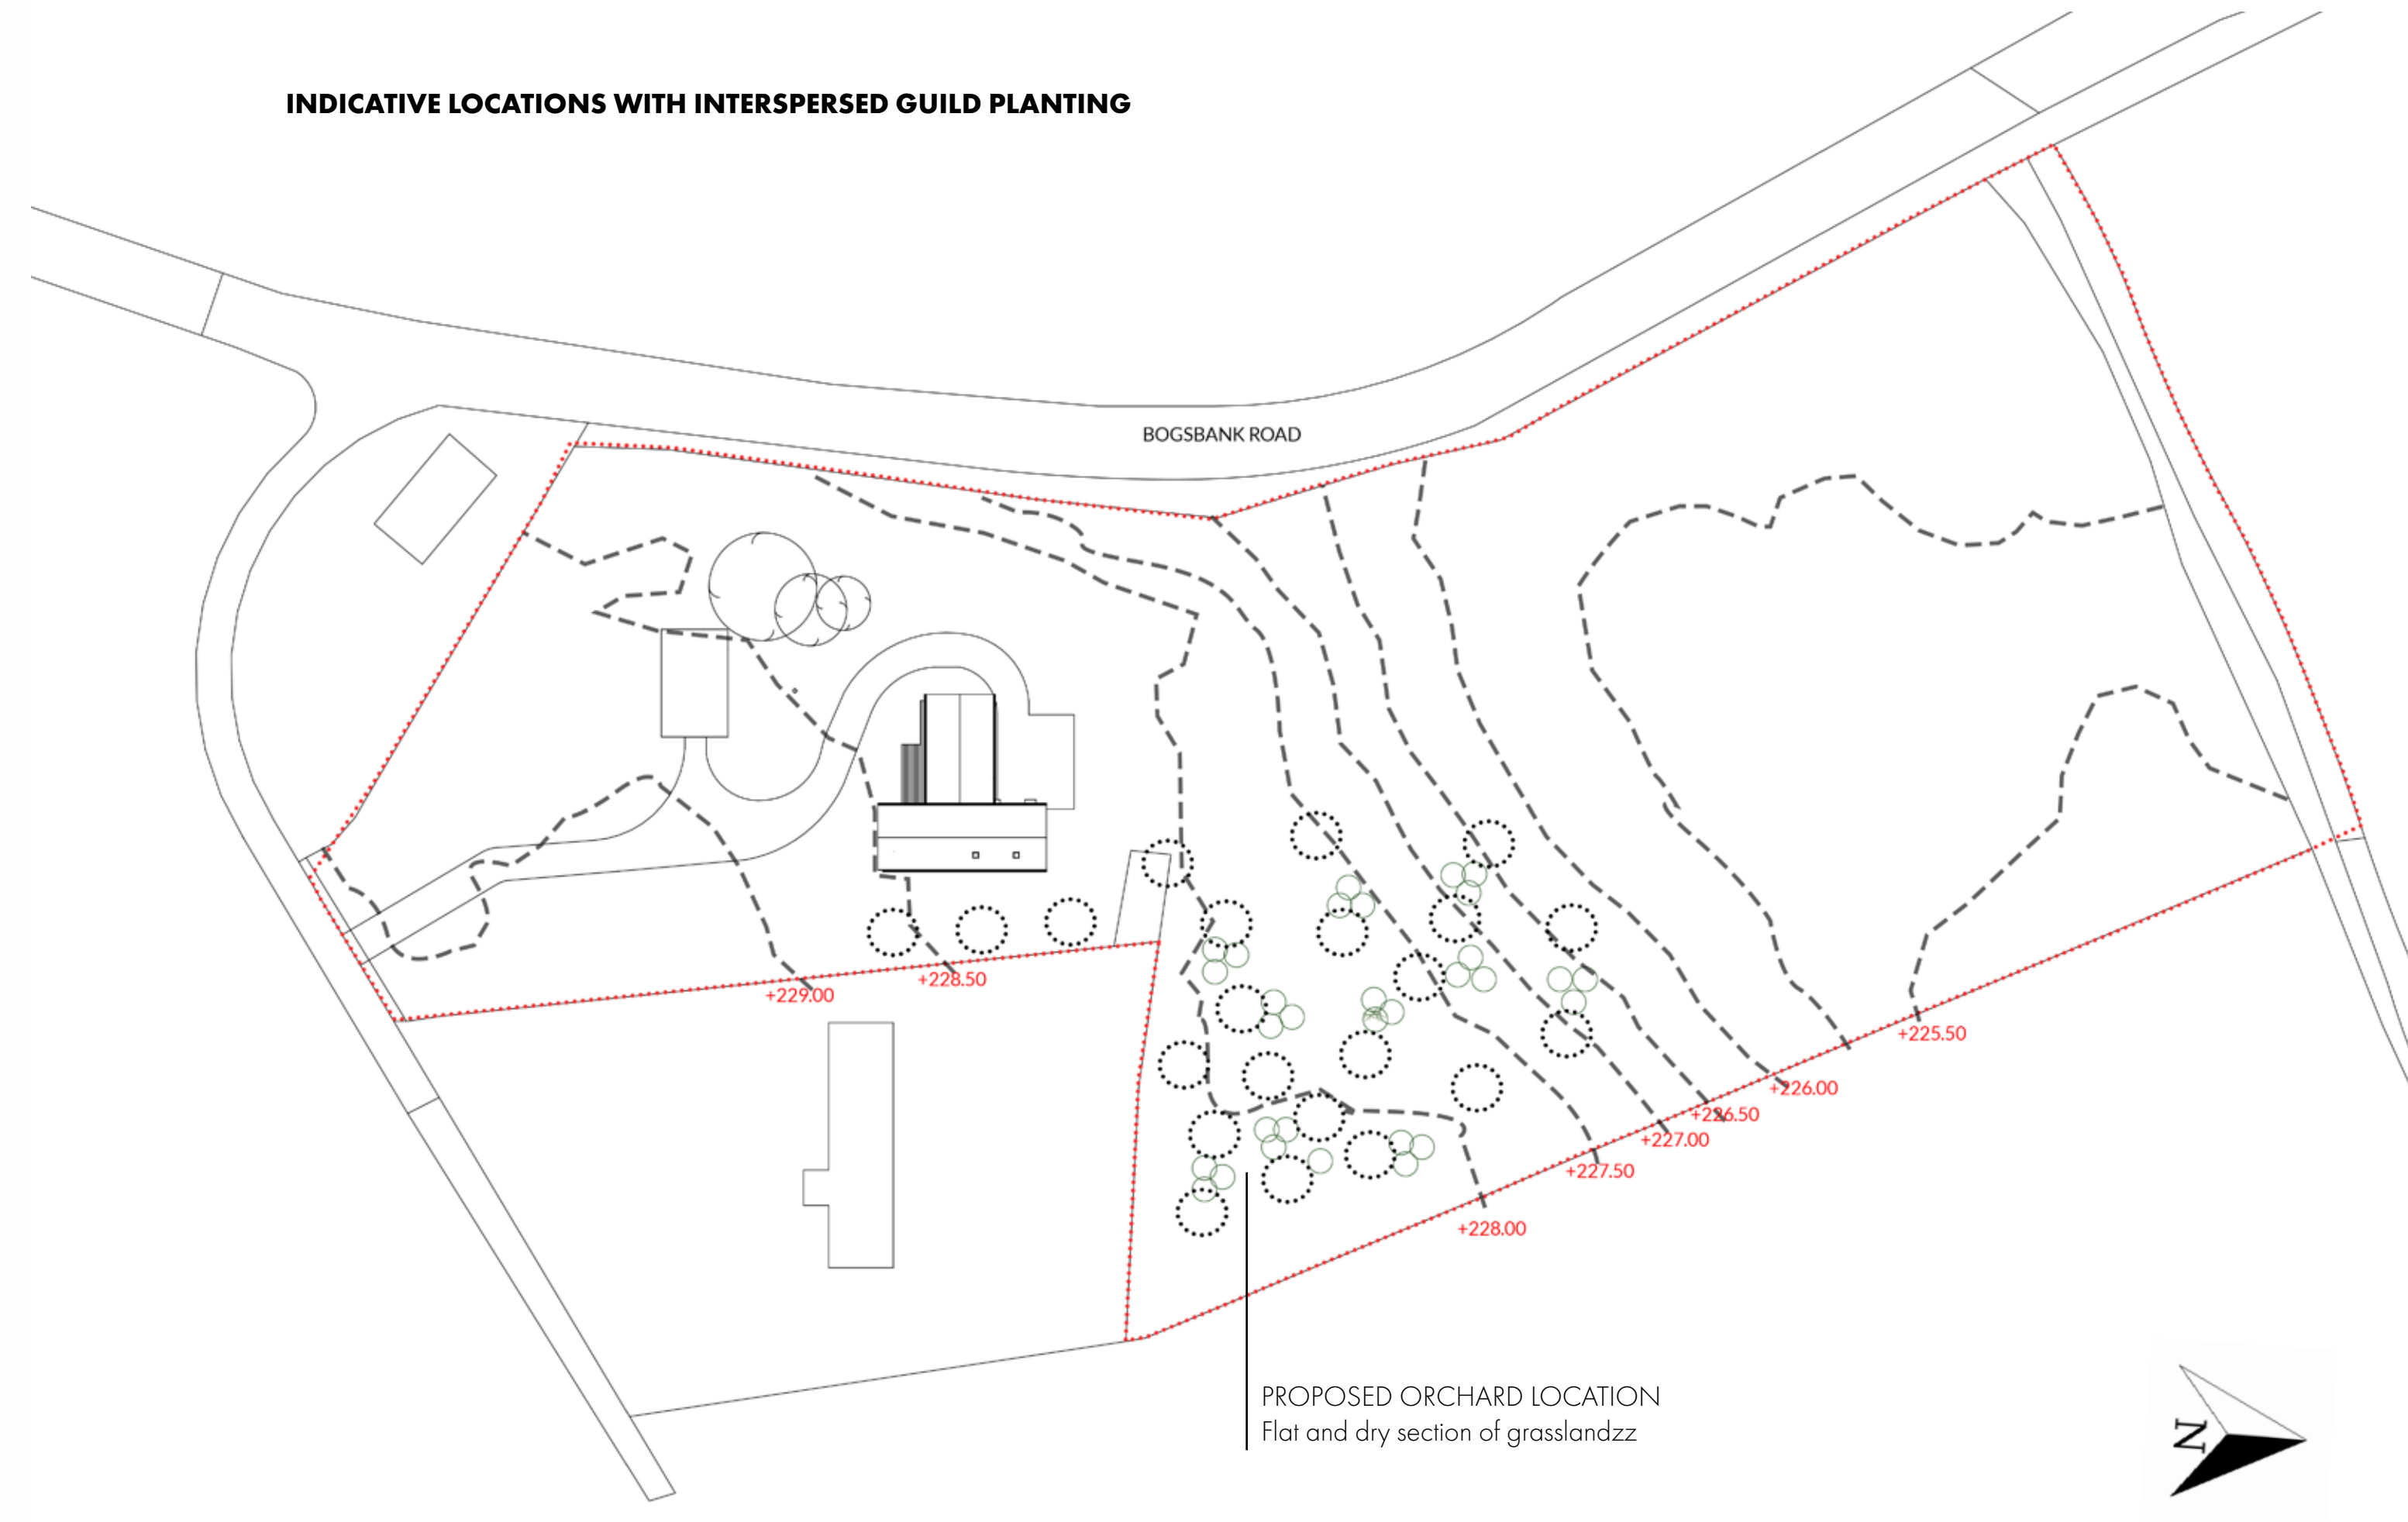 INDICATIVE LOCATIONS WITH INTERSPERSED GUILD PLANTING
BOGSBANK ROAD
+229.00
+228.50
+225.50
+226.00
+226.50
+227.00
+227.50
+228.00
PROPOSED ORCHARD LOCATION
Flat and dry section of grasslandzz
N